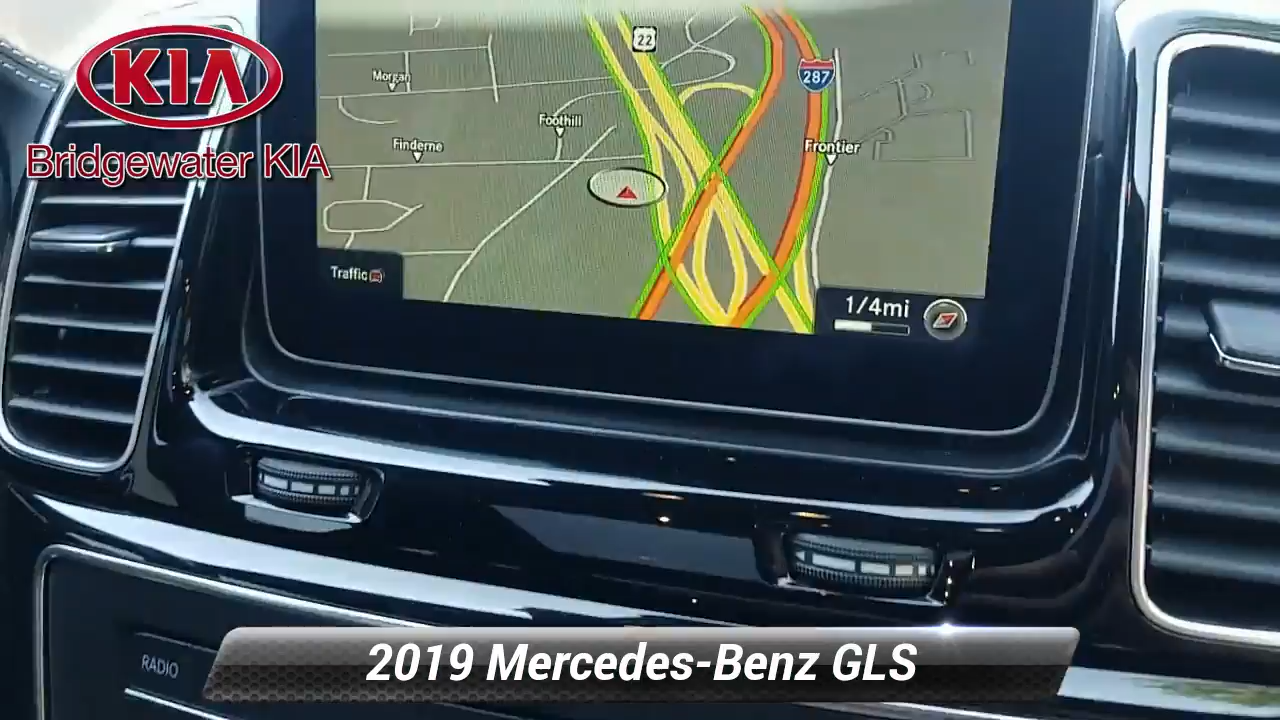 22
KIA
Morgan
287
Foothill
Finderne
Frontier
Bridgewater KIA
Traffic
1/4mi
RADIO
2019 Mercedes-Benz GLS